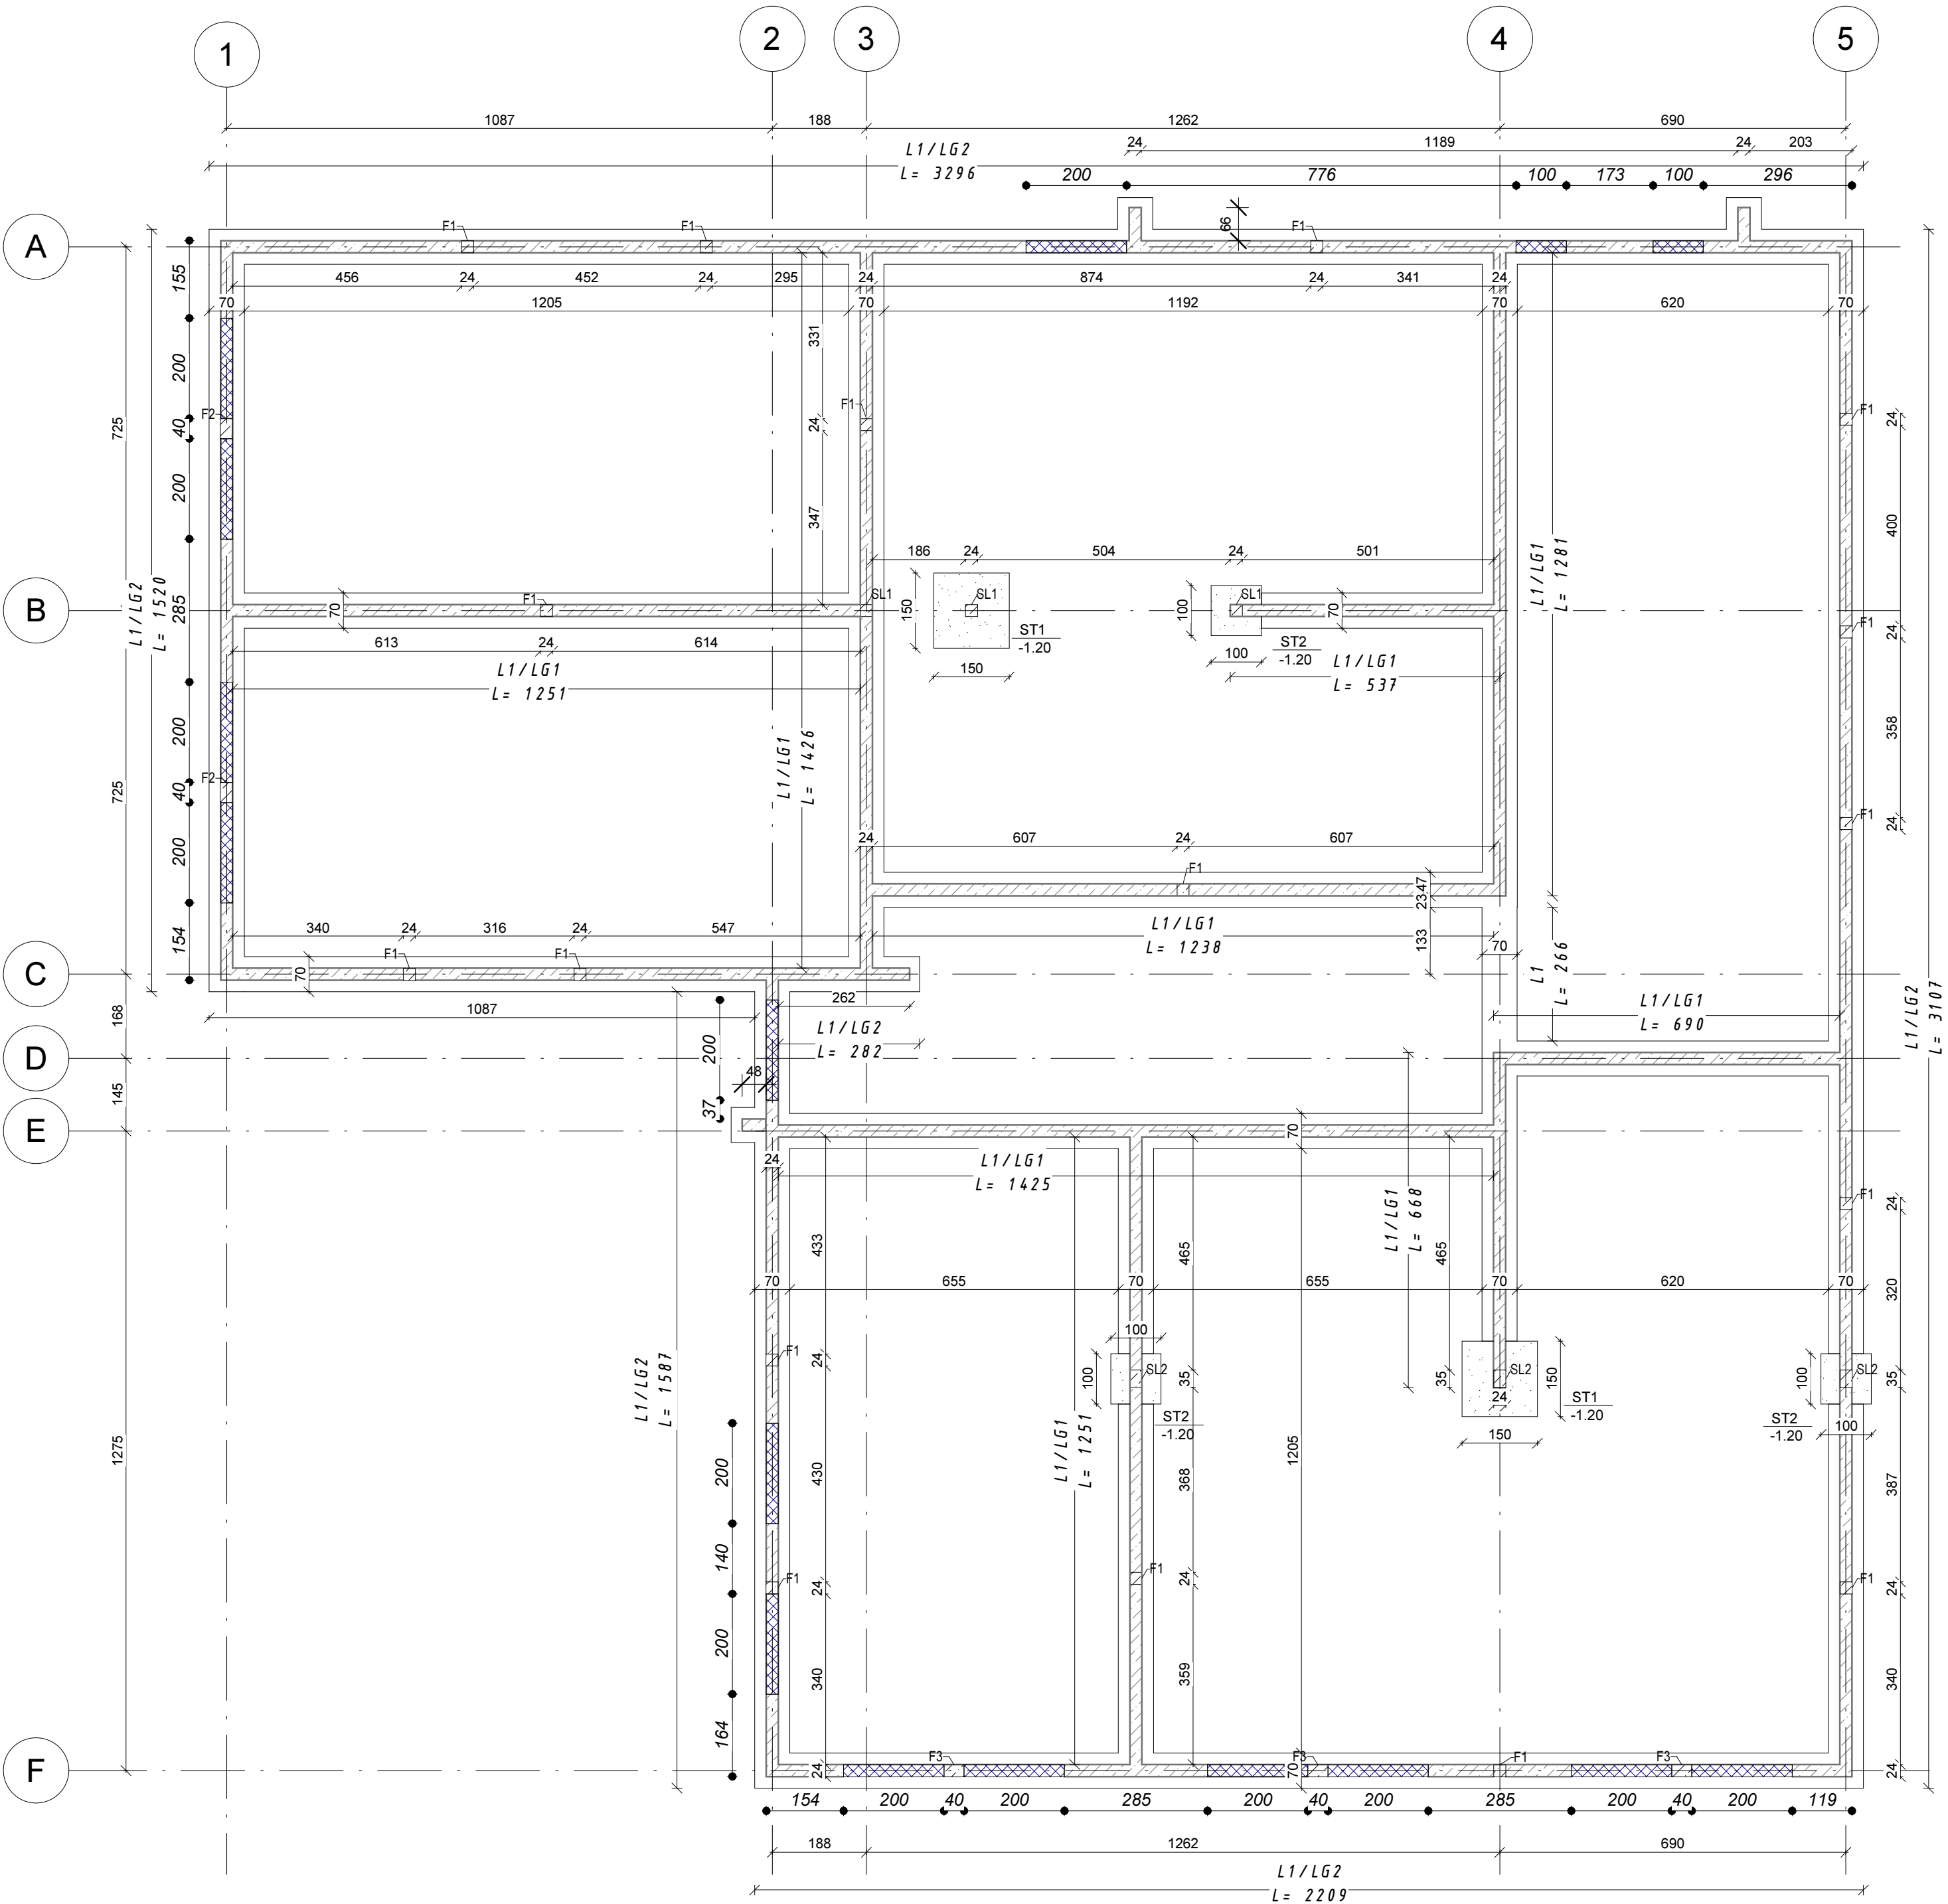 1
2
3
4
5
1087
188
1262
690
24
1189
24
203
L1/LG2
L= 3296
200
776
100
173
100
296
A
66
F1
F1
F1
155
456
24
452
24
295
24
874
24
341
24
70
1205
70
1192
70
620
70
331
200
F2
40
F1
24
F1
24
725
200
347
400
186
24
504
24
501
L1/LG1
L= 1281
L1/LG2
L= 1520
285
B
F1
70
SL1
150
SL1
100
SL1
70
F1
24
ST1
-1.20
ST2
-1.20
613
24
614
150
100
L1/LG1
L= 1251
L1/LG1
L= 537
200
358
F2
40
725
L1/LG1
L= 1426
F1
24
200
24
607
24
607
F1
47
23
154
340
24
316
24
547
133
L1/LG1
L= 1238
70
F1
F1
C
70
L1
L= 266
1087
262
L1/LG1
L= 690
L1/LG2
L= 3107
168
L1/LG2
L= 282
200
D
48
145
37
E
70
24
L1/LG1
L= 1425
L1/LG1
L= 668
F1
24
433
465
465
70
655
70
655
70
620
70
320
100
F1
24
100
SL2
35
35
SL2
150
100
SL2
35
24
L1/LG2
L= 1587
ST2
-1.20
ST1
-1.20
ST2
-1.20
100
150
1275
L1/LG1
L= 1251
1205
200
430
368
387
140
F1
24
F1
24
F1
24
200
340
359
340
164
F3
F3
F1
F3
F
24
70
24
154
200
40
200
285
200
40
200
285
200
40
200
119
188
1262
690
L1/LG2
L= 2209